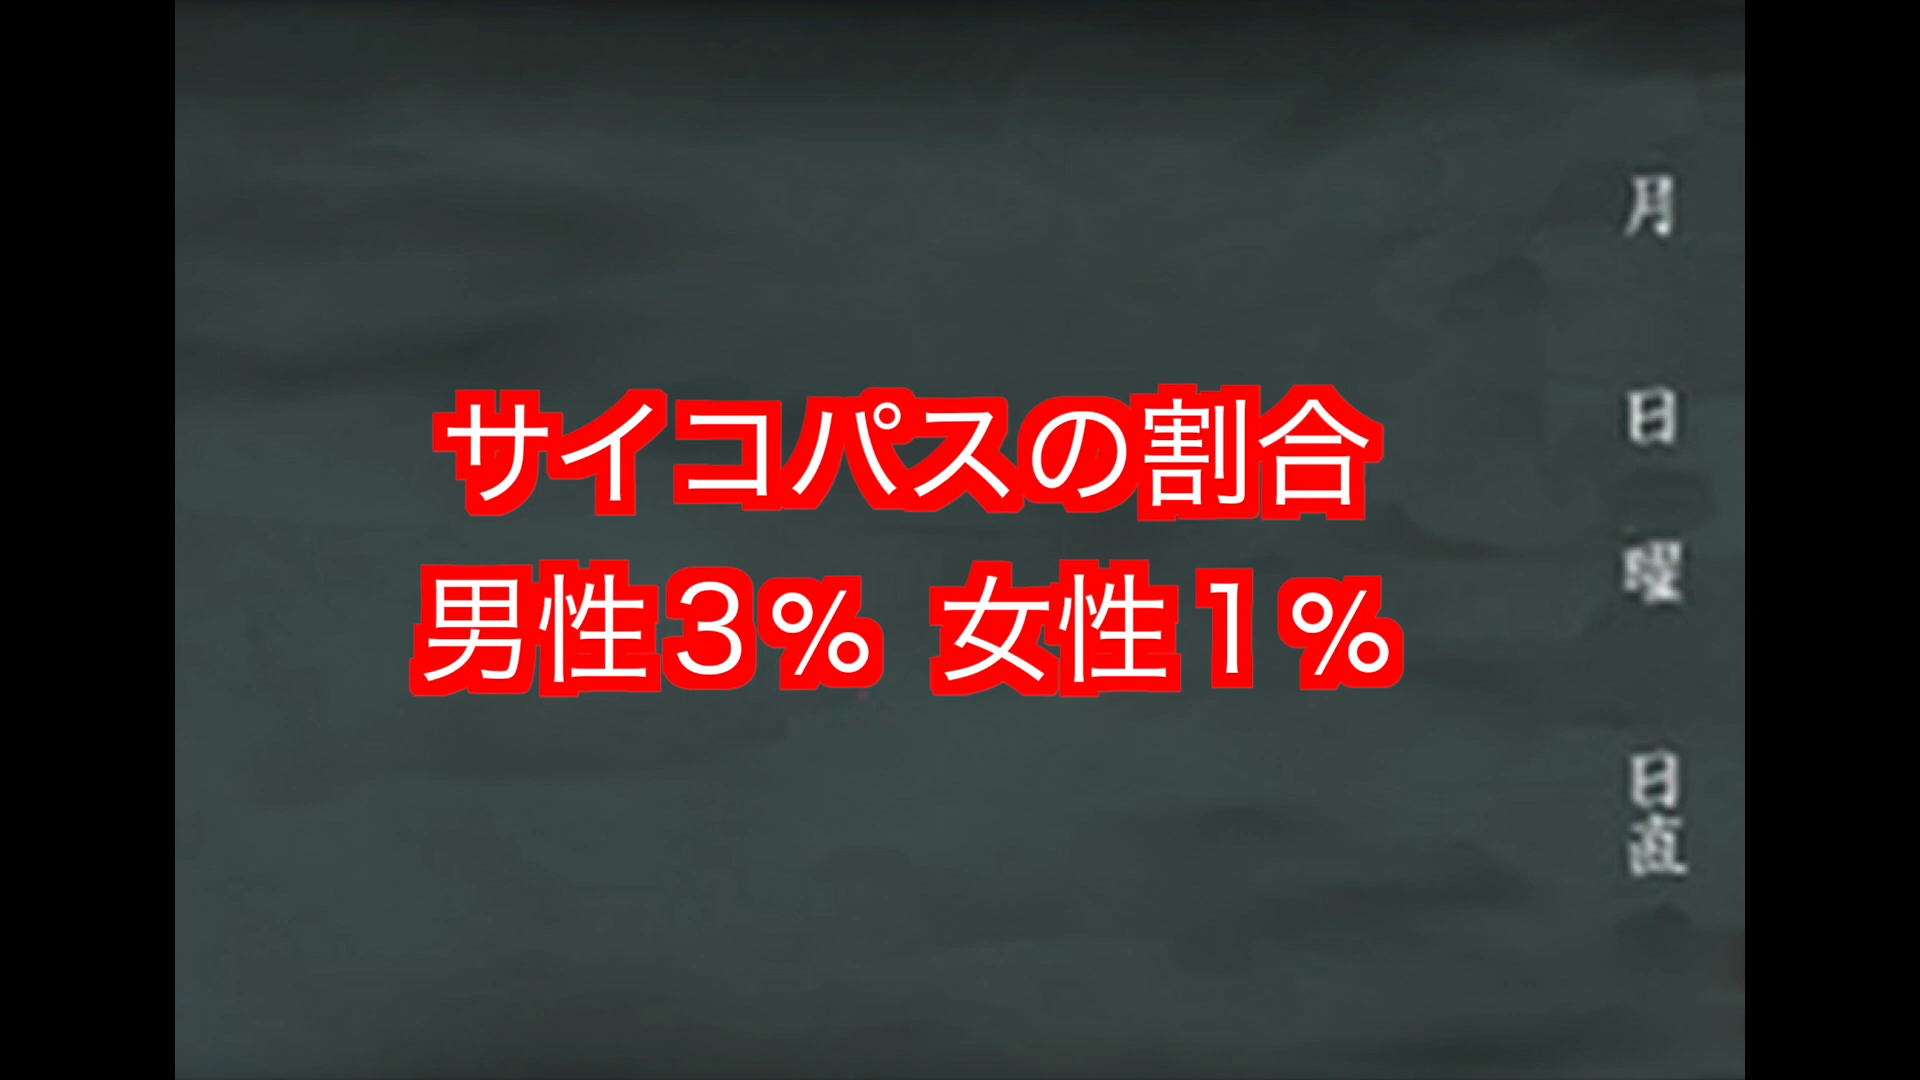 サイコパスの割合
男性3% 女性1%
月
日
曜
日直